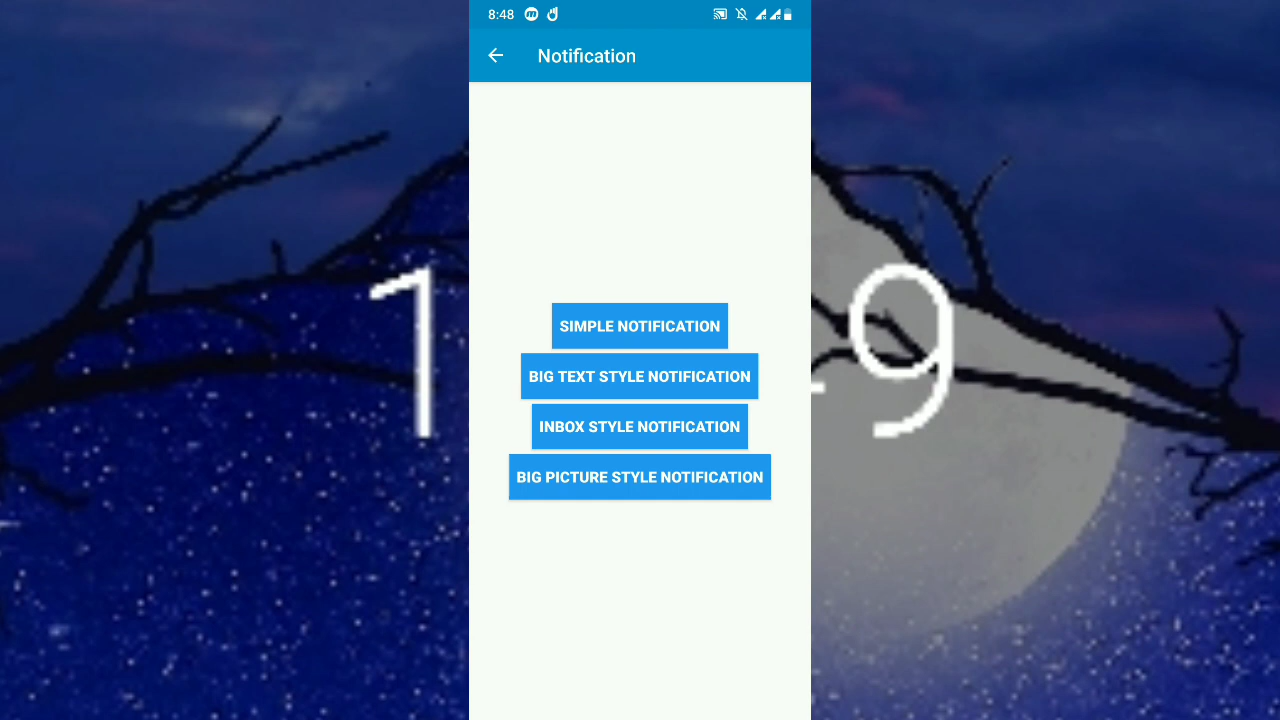 8:48
Notification
1
9
SIMPLE NOTIFICATION
BIG TEXT STYLE NOTIFICATION
INBOX STYLE NOTIFICATION
BIG PICTURE STYLE NOTIFICATION